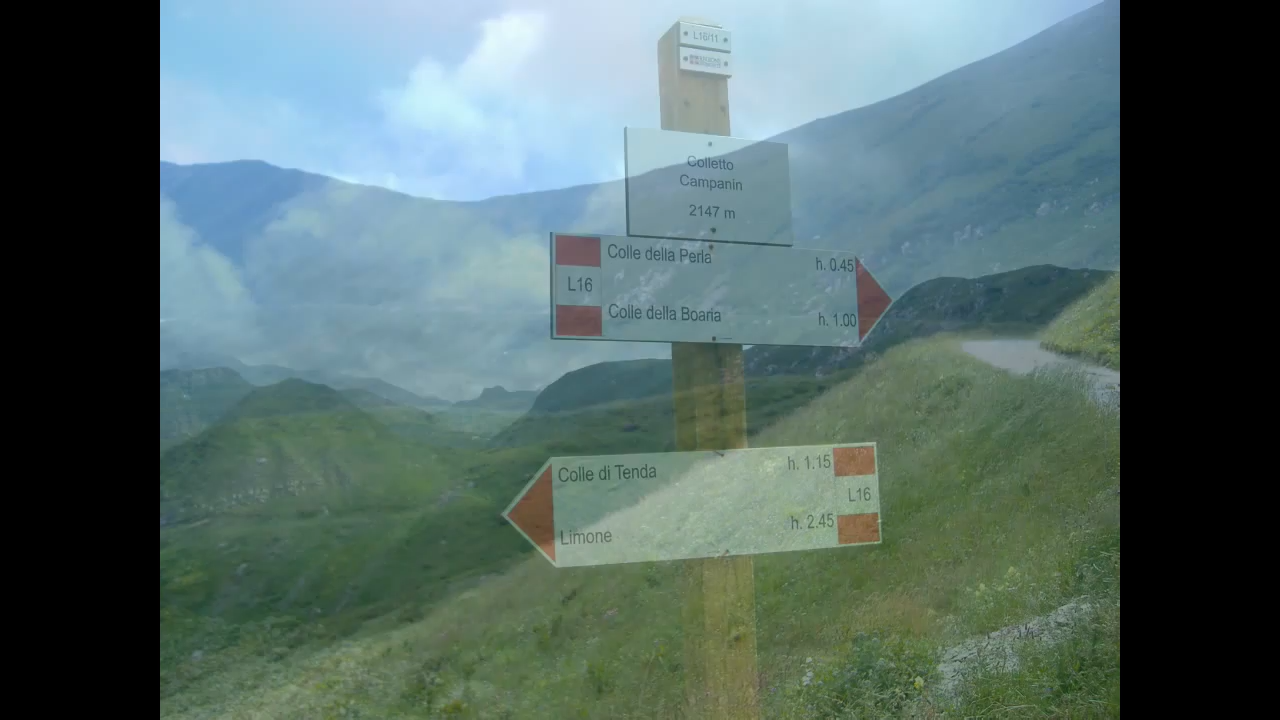 L16/11
Colletto
Campanin
2147 m
Colle della Perla h. 0.45
L16
Colle della Boaria h. 1.00
Colle di Tenda h. 1.15
L16
Limone h. 2.45